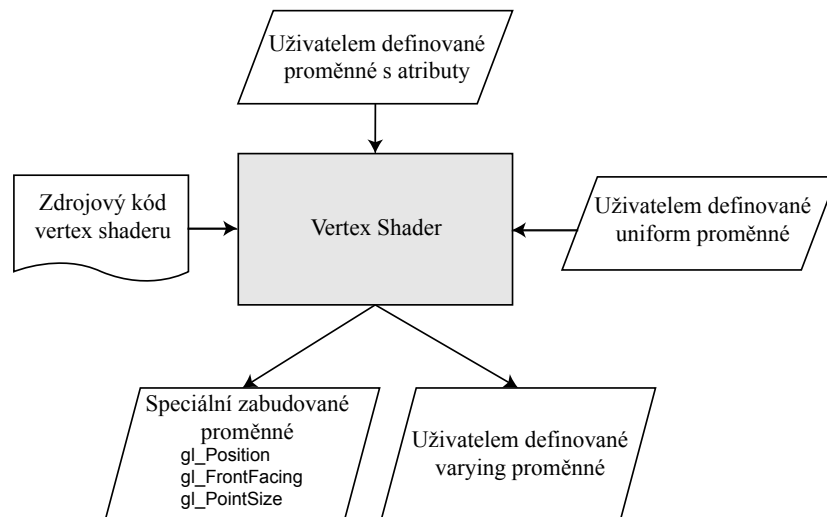 Uživatelem definované
proměnné s atributy
Zdrojový kód
vertex shaderu
Vertex Shader
Uživatelem definované
uniform proměnné
Speciální zabudované
proměnné
gl_Position
gl_FrontFacing
gl_PointSize
Uživatelem definované
varying proměnné